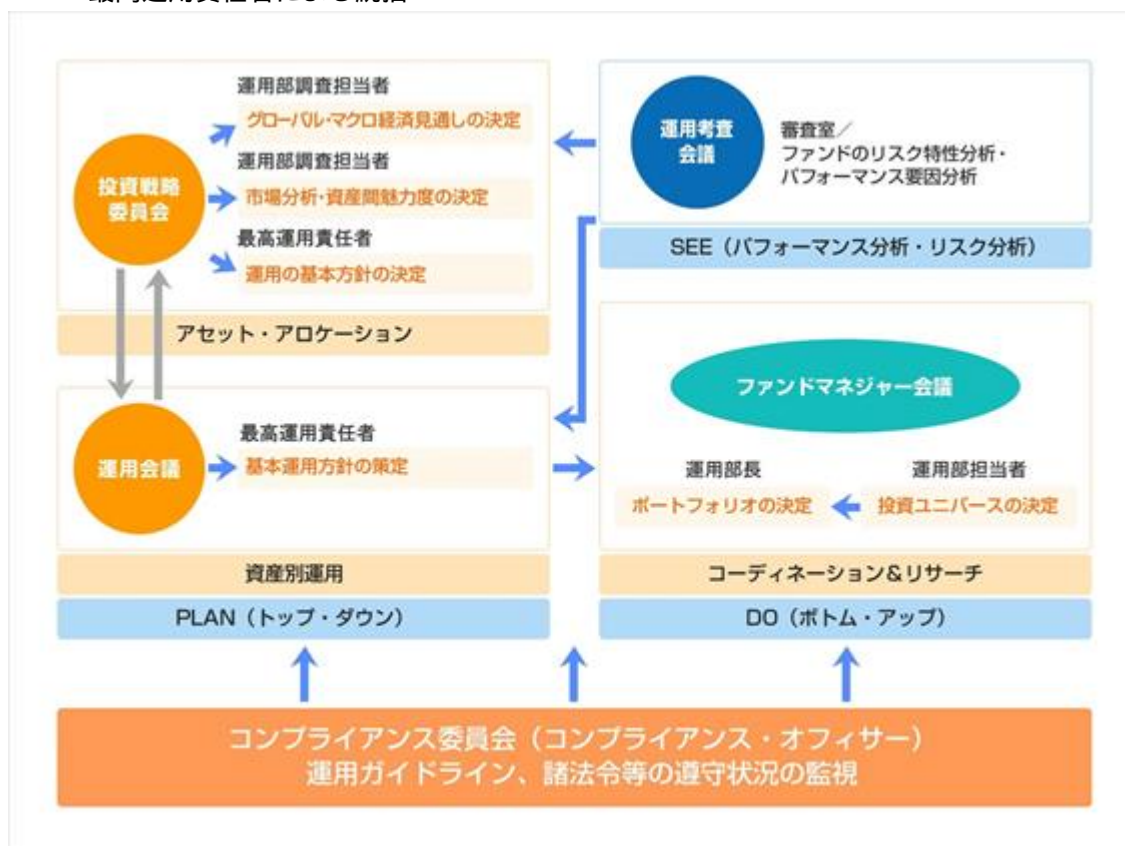 運用部調査担当者
グローバル・マクロ経済見通しの決定
運用部調査担当者
市場分析・資産間魅力度の決定
最高運用責任者
運用の基本方針の決定
投資戦略
委員会
アセット・アロケーション
運用考査
会議
審査室/
ファンドのリスク特性分析・
パフォーマンス要因分析
SEE(パフォーマンス分析・リスク分析)
運用会議
最高運用責任者
基本運用方針の策定
資産別運用
PLAN(トップ・ダウン)
ファンドマネジャー会議
運用部長
運用部担当者
ポートフォリオの決定
投資ユニバースの決定
コーディネーション&リサーチ
DO(ボトム・アップ)
コンプライアンス委員会(コンプライアンス・オフィサー)
運用ガイドライン、諸法令等の遵守状況の監視